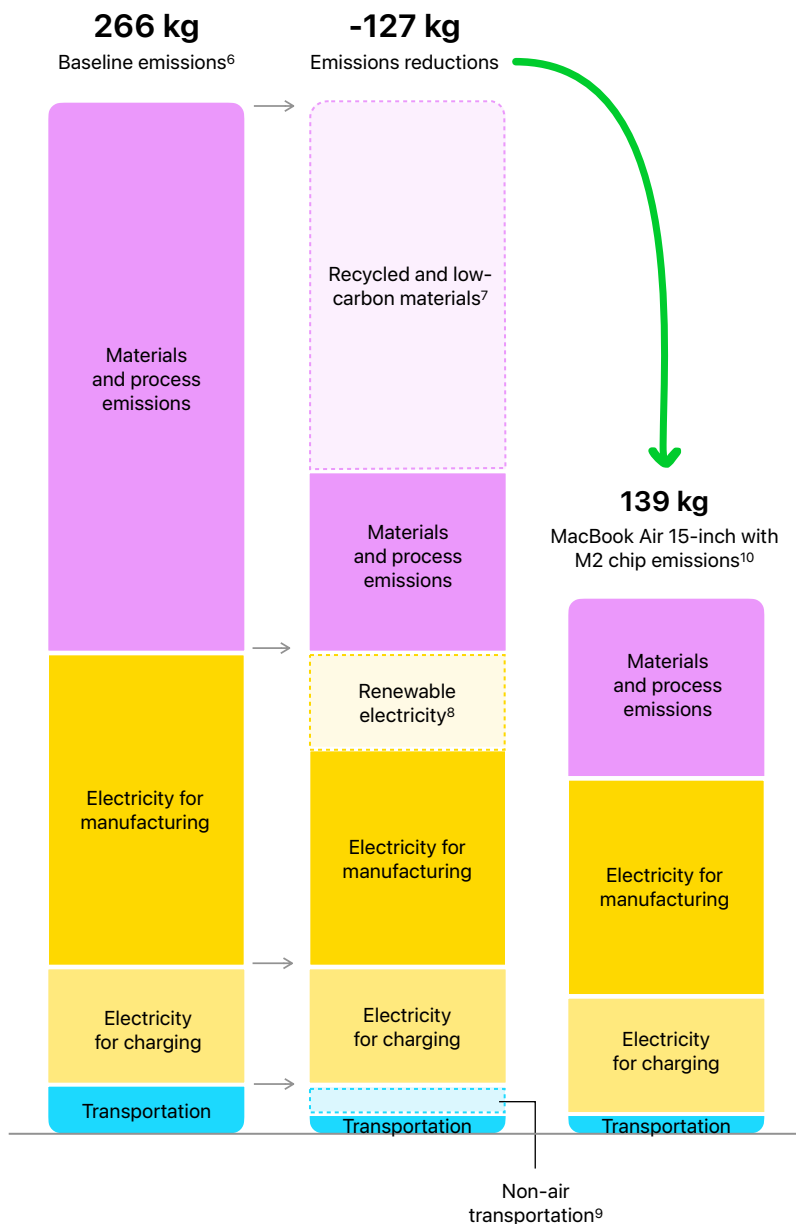 266 kg
Baseline emissions⁶
-127 kg
Emissions reductions
Materials
and process
emissions
Electricity for
manufacturing
Electricity
for charging
Transportation
Recycled and low-
carbon materials⁷
Materials
and process
emissions
Renewable
electricity⁸
Electricity for
manufacturing
Electricity
for charging
Transportation
Non-air
transportation⁹
139 kg
MacBook Air 15-inch with
M2 chip emissions¹⁰
Materials
and process
emissions
Electricity for
manufacturing
Electricity
for charging
Transportation